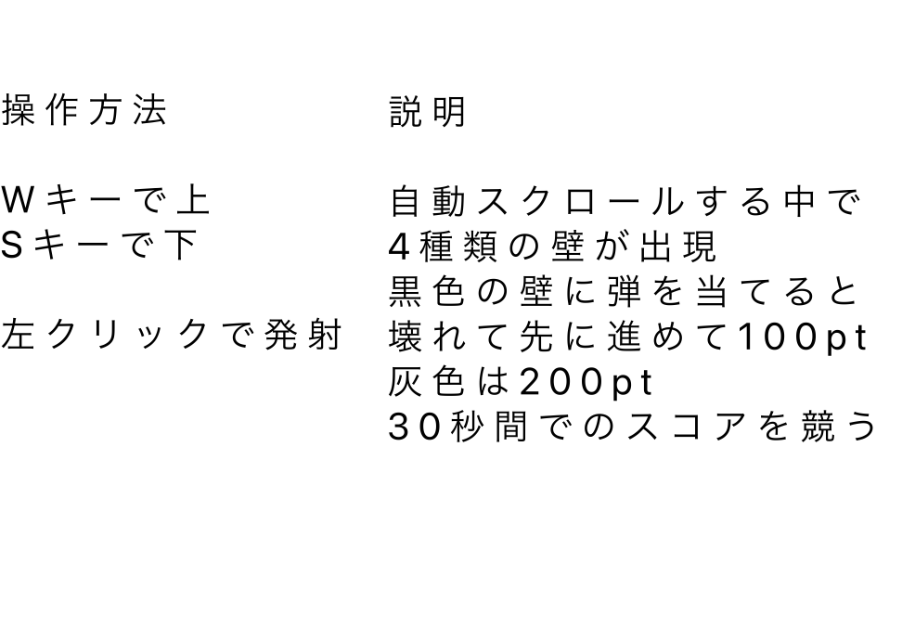 操作方法
Wキーで上
Sキーで下
左クリックで発射
説明
自動スクロールする中で
4種類の壁が出現
黒色の壁に弾を当てると
壊れて先に進めて100pt
灰色は200pt
30秒間でのスコアを競う